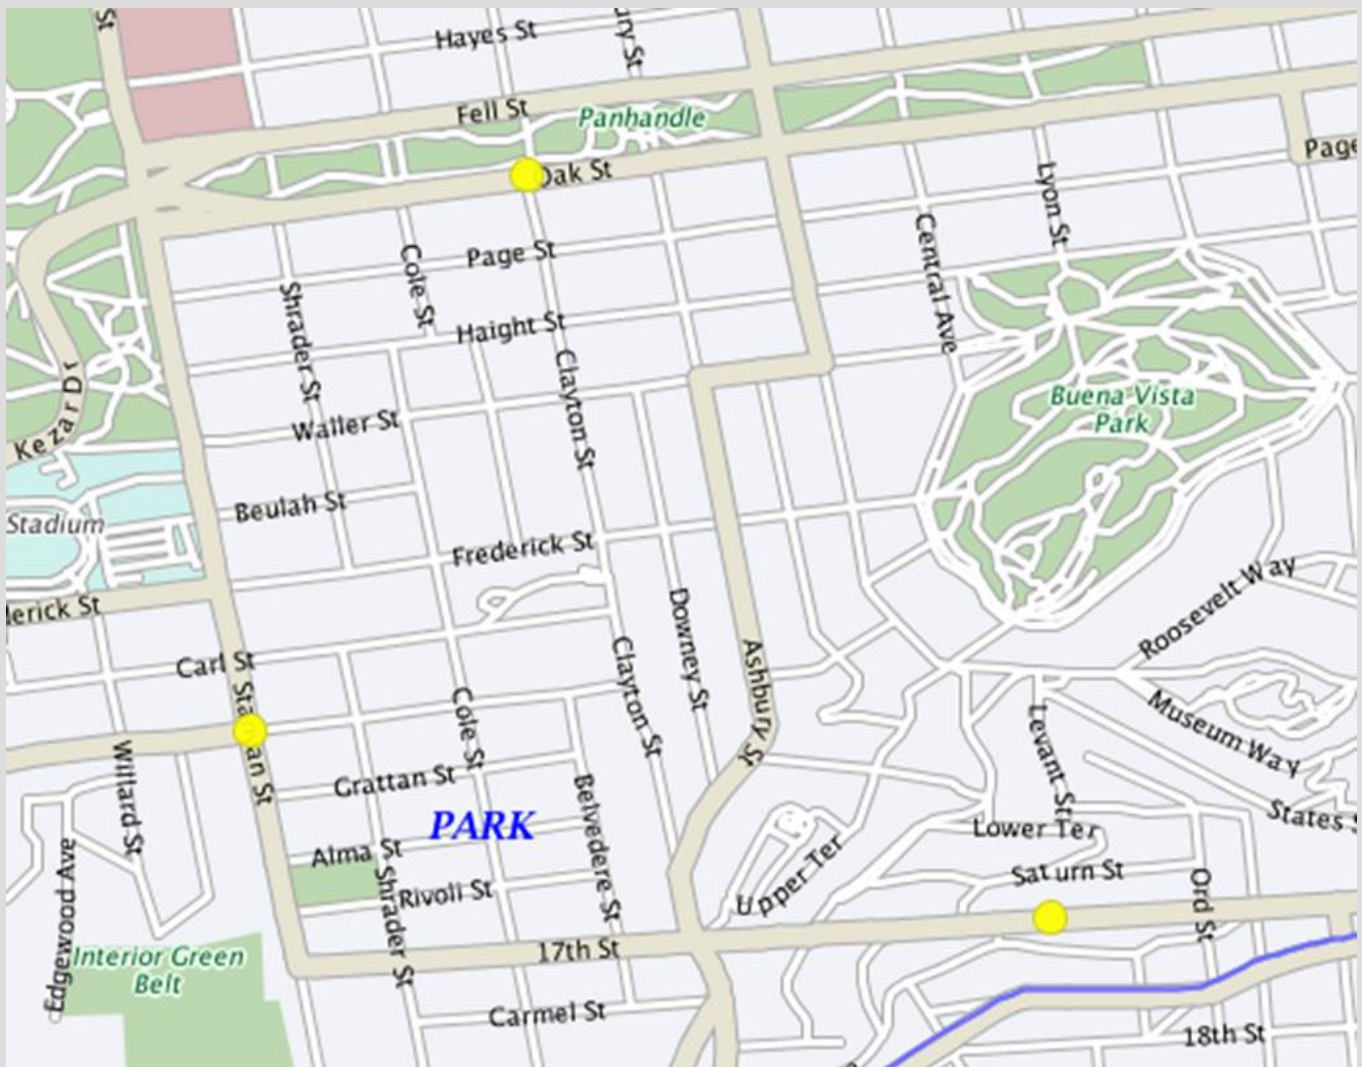 St
Hayes St
ury St
Fell St
Panhandle
Oak St
Page
Lyon St
Page St
Cole St
Central Ave
Shrader St
Haight St
Clayton St
Kezar Dr
Waller St
Buena Vista
Park
Beulah St
Stadium
Frederick St
Roosevelt Way
derick St
Downey St
Ashbury St
Carl St
Clayton St
Cole St
Museum Way
Levant St
Willard St
Grattan St
Belvedere St
PARK
States S
Lower Ter
Alma St
Upper Ter
Saturn St
Ord St
Rivoli St
Shrader St
Edgewood Ave
17th St
Interior Green
Belt
Carmel St
18th St